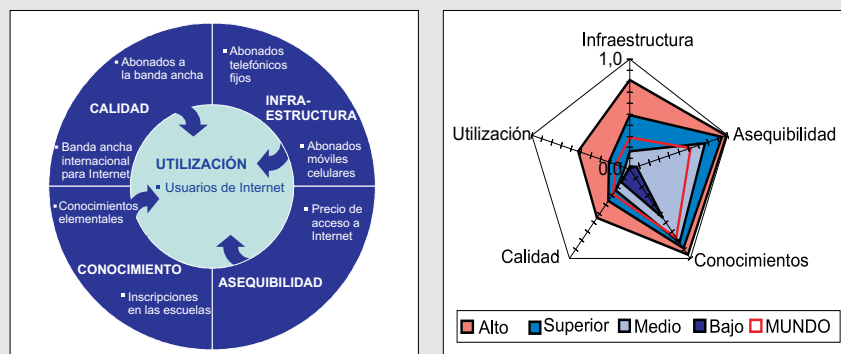 ▪ Abonados a
la banda ancha
▪ Abonados
telefónicos
fijos
CALIDAD
INFRA-
ESTRUCTURA
▪ Banda ancha
internacional
para Internet
▪ Abonados
móviles
celulares
UTILIZACIÓN
▪ Usuarios de Internet
▪ Conocimientos
elementales
▪ Precio de
acceso a
Internet
CONOCIMIENTO
ASEQUIBILIDAD
▪ Inscripciones
en las escuelas
Infraestructura
1,0
Utilización
Asequibilidad
0.0
Calidad
Conocimientos
Alto
Superior
Medio
Bajo
MUNDO